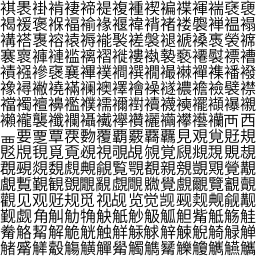 褀褁褂褃褄褅褆複褈褉褊褋褌褍褎褏
褐褑褒褓褔褕褖褗褘褙褚褛褜褝褞褟
褠褡褢褣褤褥褦褧褨褩褪褫褬褭褮褯
褰褱褲褳褴褵褶褷褸褹褺褻褼褽褾褿
襀襁襂襃襄襅襆襇襈襉襊襋襌襍襎襏
襐襑襒襓襔襕襖襗襘襙襚襛襜襝襞襟
襠襡襢襣襤襥襦襧襨襩襪襫襬襭襮襯
襰襱襲襳襴襵襶襷襸襹襺襻襼襽襾西
覀要覂覃覄覅覆覇覈覉覊見覌覍覎規
覐覑覒覓覔覕視覗覘覙覚覛覜覝覞覟
覠覡覢覣覤覥覦覧覨覩親覫覬覭覮覯
覰覱覲観覴覵覶覷覸覹覺覻覼覽覾覿
觀见观觃规觅视觇览觉觊觋觌觍觎觏
觐觑角觓觔觕觖觗觘觙觚觛觜觝觞觟
觠觡觢解觤觥触觧觨觩觪觫觬觭觮觯
觰觱觲觳觴觵觶觷觸觹觺觻觼觽觾觿